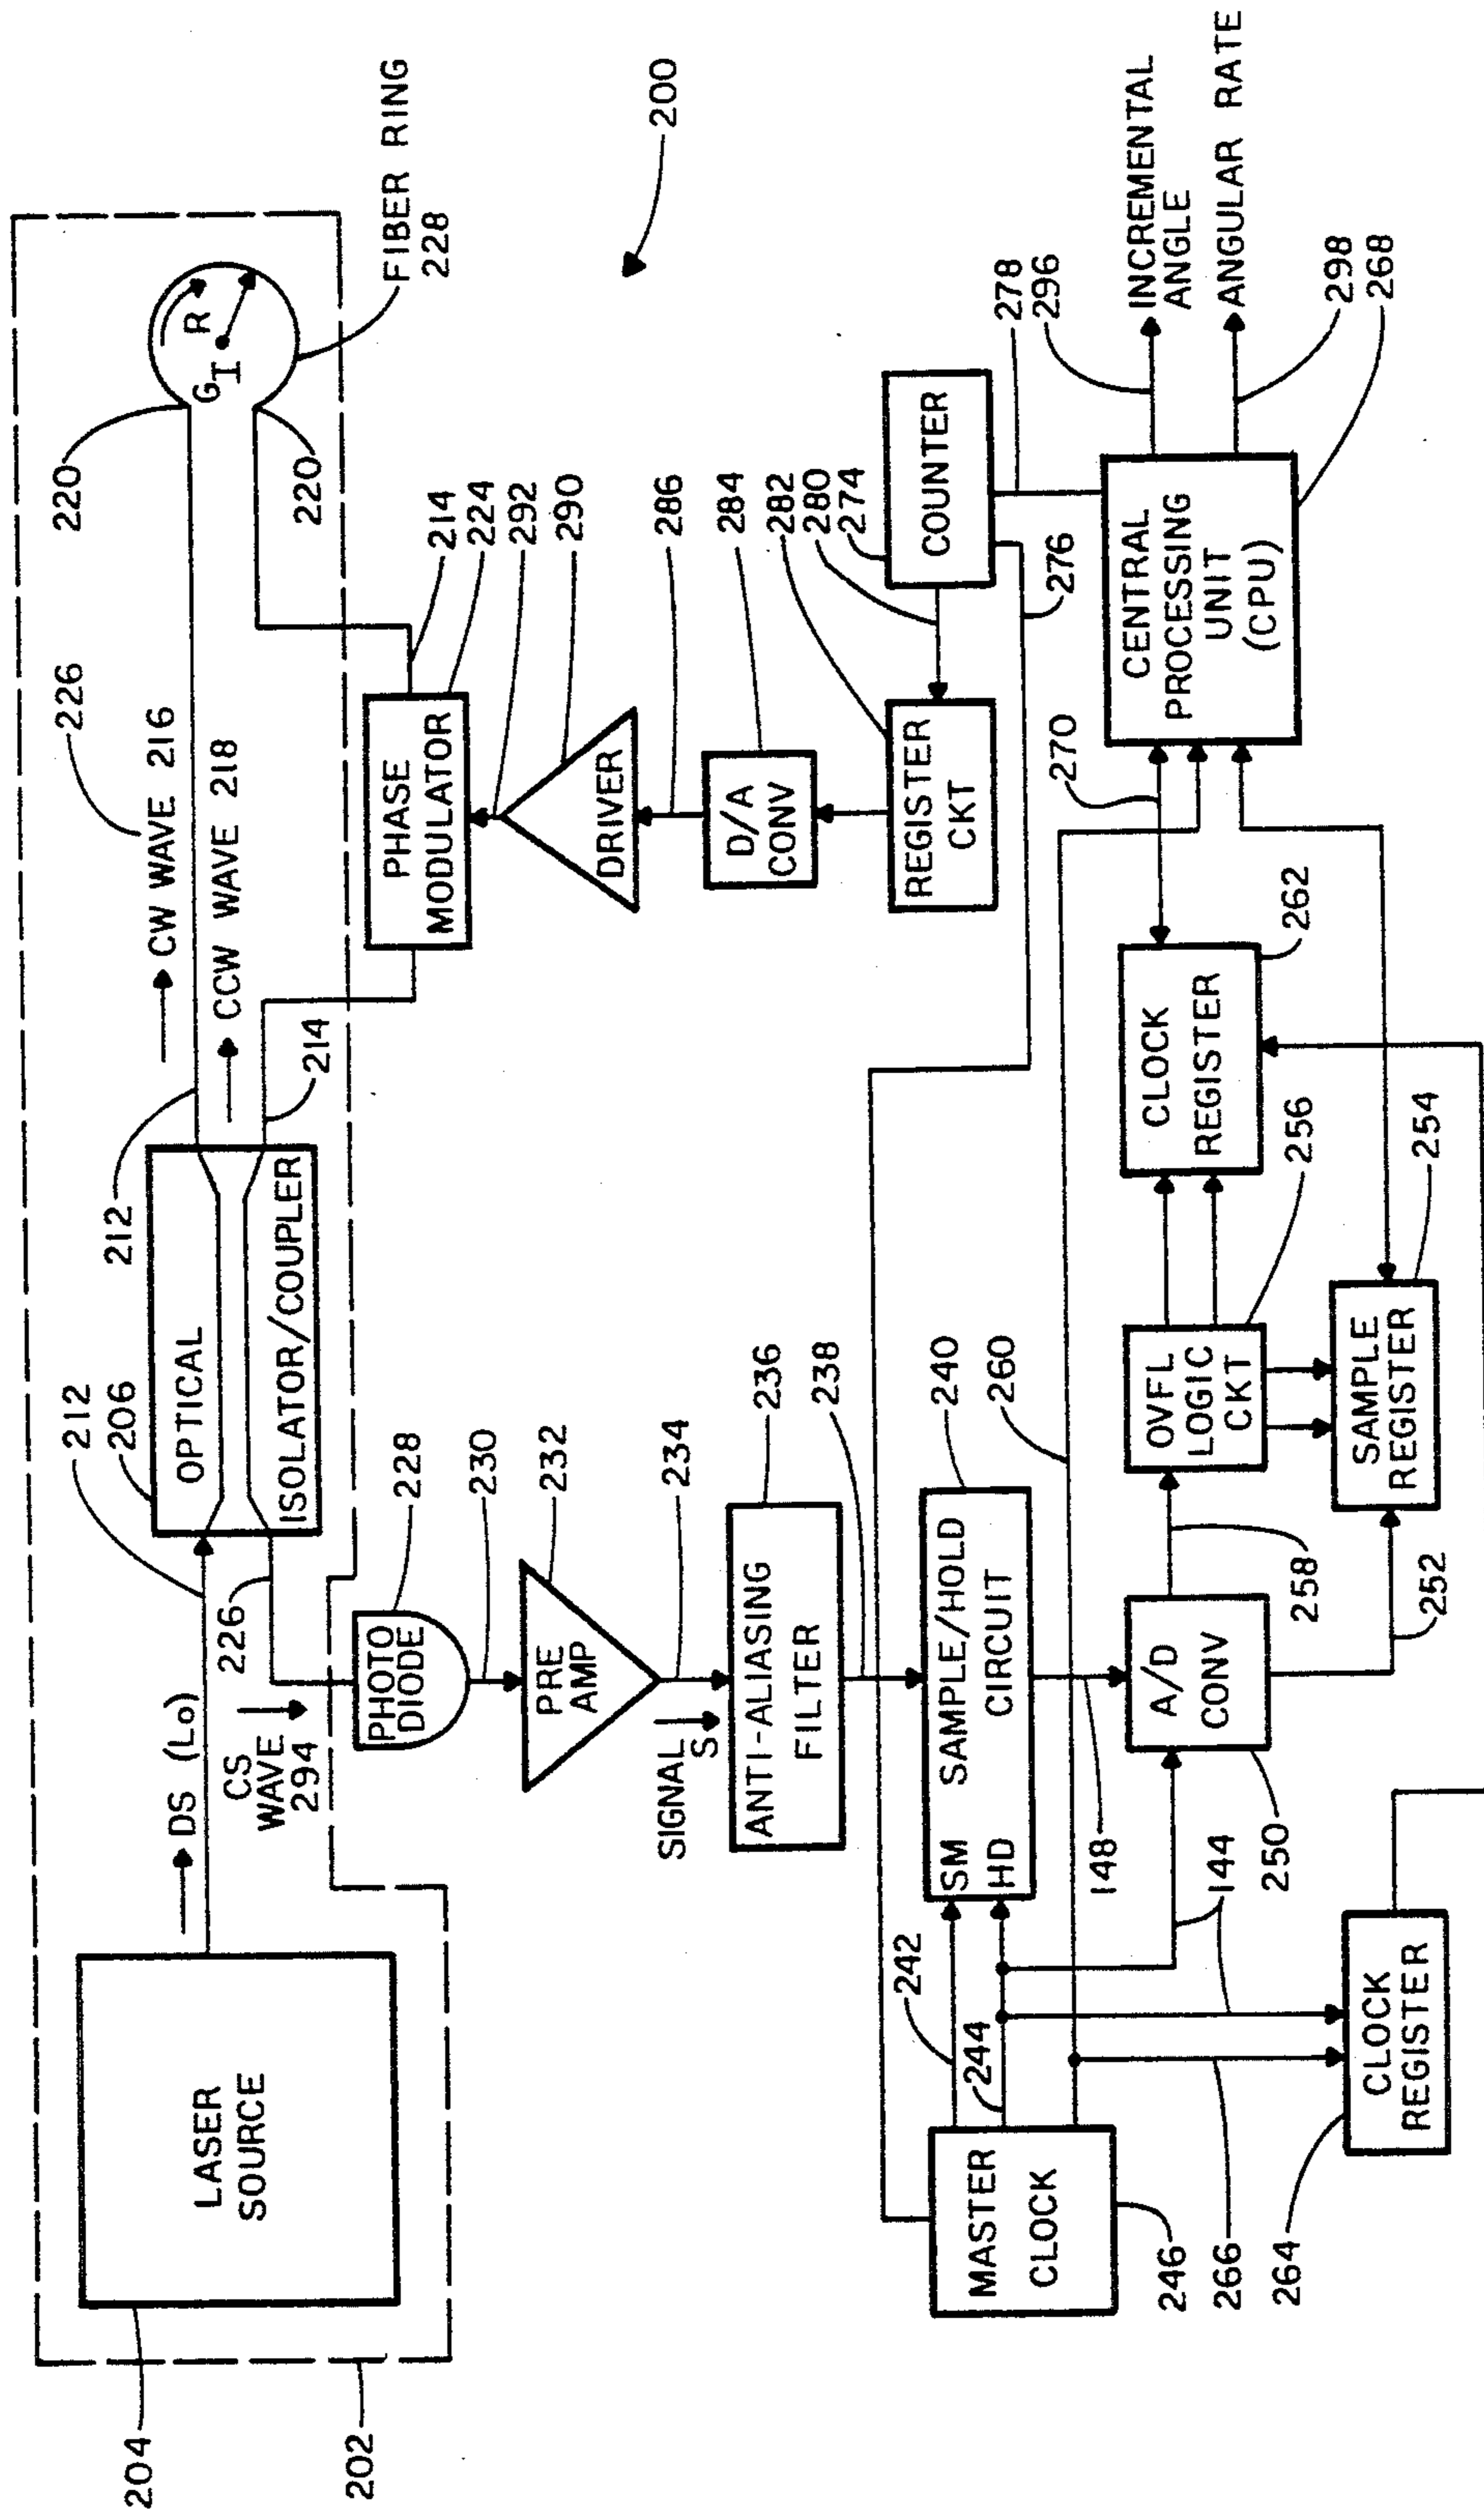 204
202
LASER
SOURCE
DS (Lo)
212
206
OPTICAL
ISOLATOR/COUPLER
226
CS
WAVE
294
212
214
CW WAVE 216
CCW WAVE 218
226
220
220
G
I
R
FIBER RING
228
200
PHOTO
DIODE
228
230
PRE
AMP
232
234
SIGNAL
S
ANTI-ALIASING
FILTER
236
238
PHASE
MODULATOR
214
224
292
DRIVER
290
286
D/A
CONV
284
REGISTER
CKT
282
280
274
COUNTER
278
296
276
SM SAMPLE/HOLD
HD CIRCUIT
240
260
242
244
MASTER
CLOCK
246
266
264
CLOCK
REGISTER
144
148
A/D
CONV
250
258
252
OVFL
LOGIC
CKT
256
SAMPLE
REGISTER
254
CLOCK
REGISTER
262
270
CENTRAL
PROCESSING
UNIT
(CPU)
INCREMENTAL
ANGLE
ANGULAR RATE
298
268